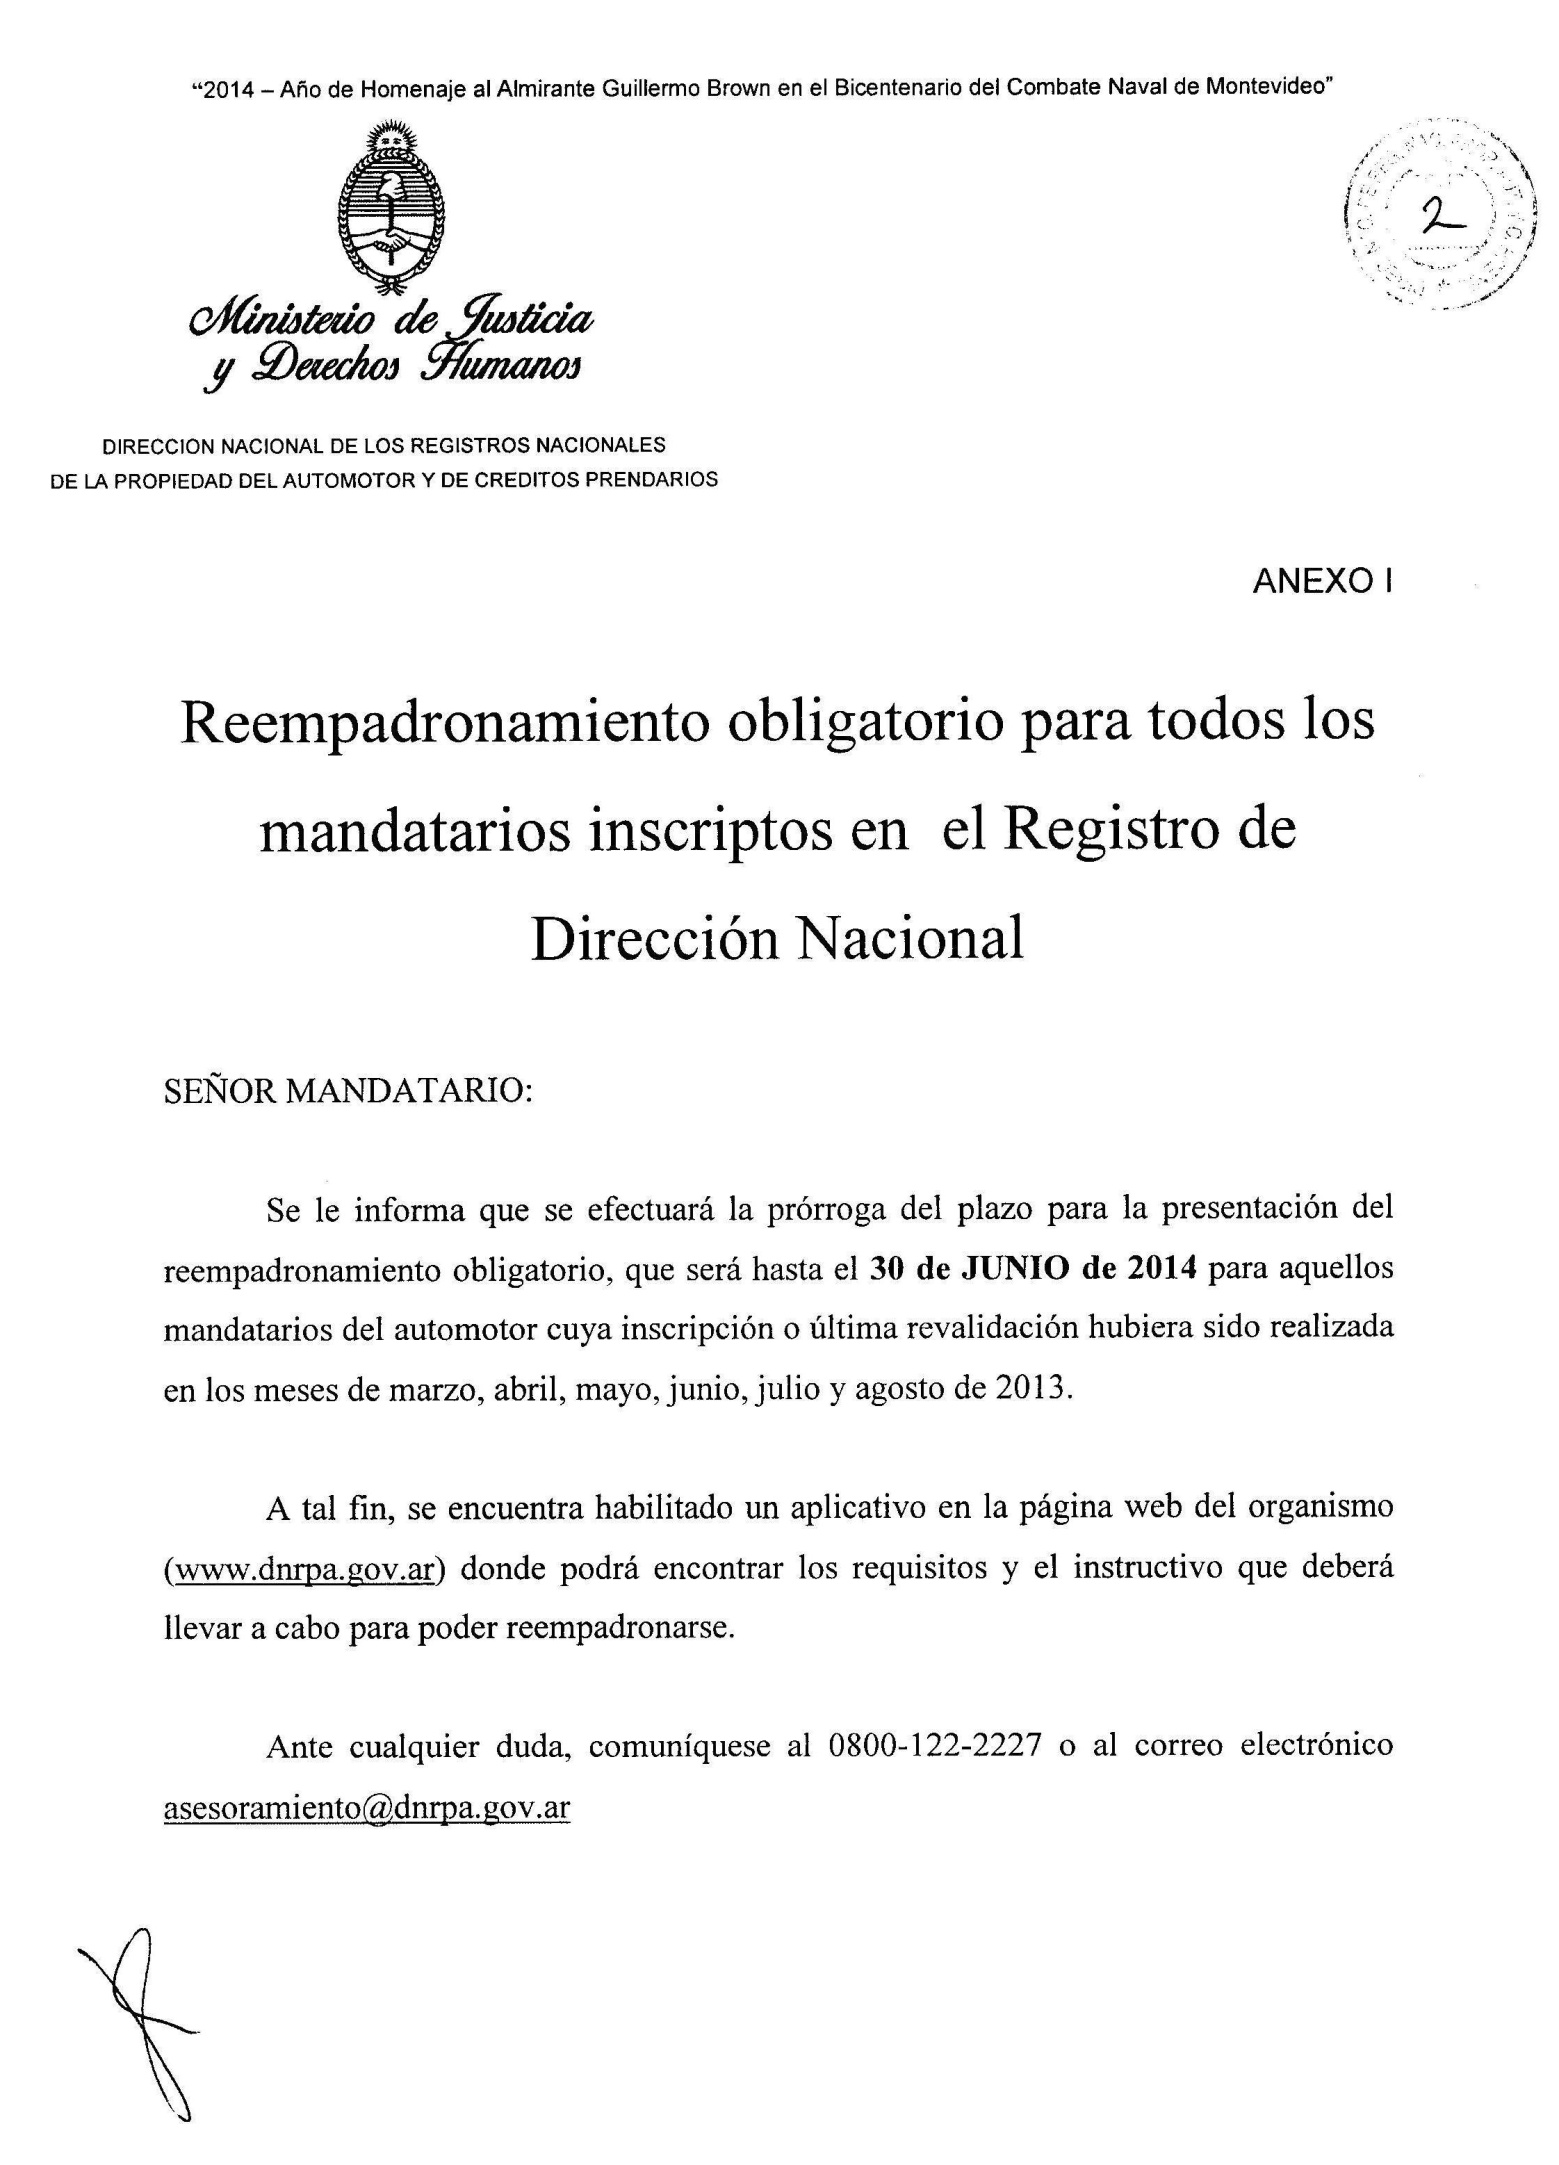 “2014 – Año de Homenaje al Almirante Guillermo Brown en el Bicentenario del Combate Naval de Montevideo”
2
Ministerio de Justicia
y Derechos Humanos
DIRECCION NACIONAL DE LOS REGISTROS NACIONALES
DE LA PROPIEDAD DEL AUTOMOTOR Y DE CREDITOS PRENDARIOS
ANEXO I
Reempadronamiento obligatorio para todos los
mandatarios inscriptos en el Registro de
Dirección Nacional
SEÑOR MANDATARIO:
Se le informa que se efectuará la prórroga del plazo para la presentación del
reempadronamiento obligatorio, que será hasta el 30 de JUNIO de 2014 para aquellos
mandatarios del automotor cuya inscripción o última revalidación hubiera sido realizada
en los meses de marzo, abril, mayo, junio, julio y agosto de 2013.
A tal fin, se encuentra habilitado un aplicativo en la página web del organismo
(www.dnrpa.gov.ar) donde podrá encontrar los requisitos y el instructivo que deberá
llevar a cabo para poder reempadronarse.
Ante cualquier duda, comuníquese al 0800-122-2227 o al correo electrónico
asesoramiento@dnrpa.gov.ar